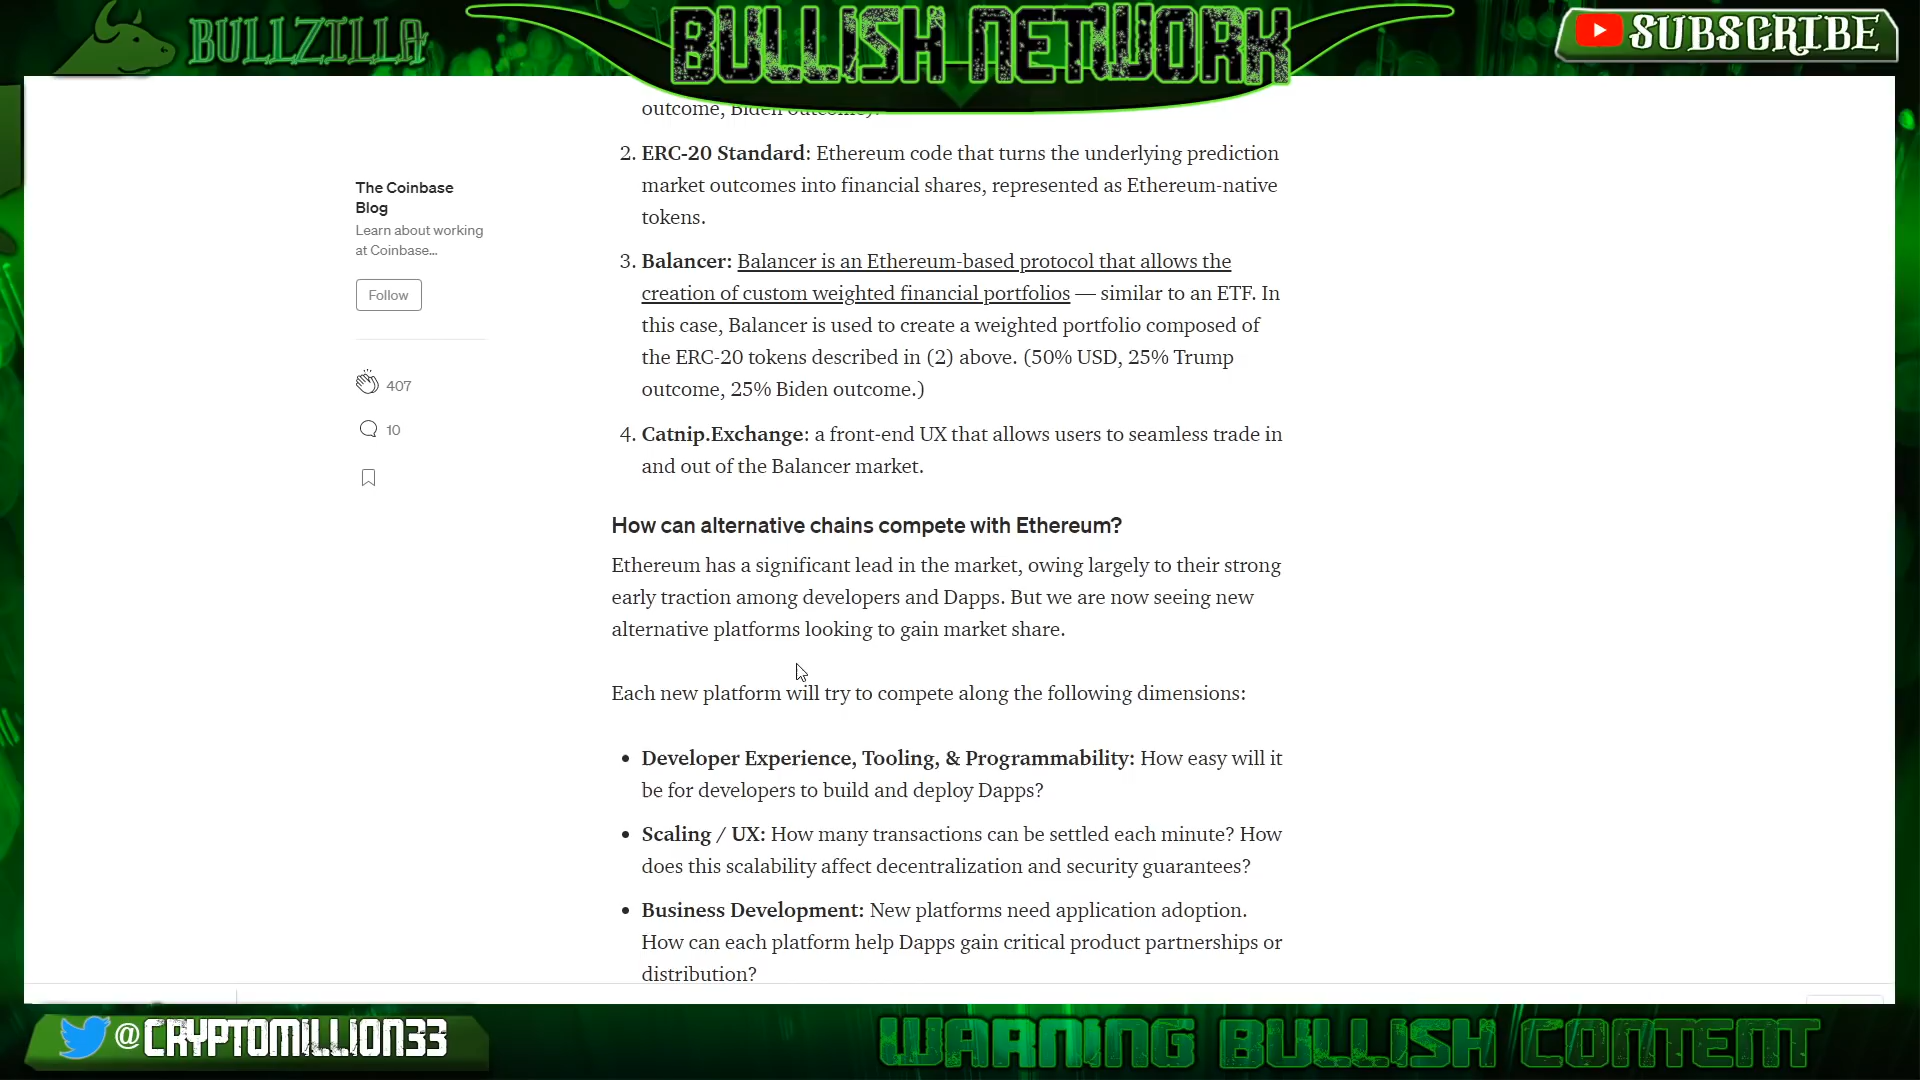 BULLZILLA
BULLISH NETWORK
SUBSCRIBE
outcome, Biden outcome).
2. ERC-20 Standard: Ethereum code that turns the underlying prediction
market outcomes into financial shares, represented as Ethereum-native
tokens.
3. Balancer: Balancer is an Ethereum-based protocol that allows the
creation of custom weighted financial portfolios — similar to an ETF. In
this case, Balancer is used to create a weighted portfolio composed of
the ERC-20 tokens described in (2) above. (50% USD, 25% Trump
outcome, 25% Biden outcome.)
4. Catnip.Exchange: a front-end UX that allows users to seamless trade in
and out of the Balancer market.
The Coinbase
Blog
Learn about working
at Coinbase...
Follow
407
10
How can alternative chains compete with Ethereum?
Ethereum has a significant lead in the market, owing largely to their strong
early traction among developers and Dapps. But we are now seeing new
alternative platforms looking to gain market share.
Each new platform will try to compete along the following dimensions:
• Developer Experience, Tooling, & Programmability: How easy will it
be for developers to build and deploy Dapps?
• Scaling / UX: How many transactions can be settled each minute? How
does this scalability affect decentralization and security guarantees?
• Business Development: New platforms need application adoption.
How can each platform help Dapps gain critical product partnerships or
distribution?
@CRYPTOMILLION33
WARNING BULLISH CONTENT